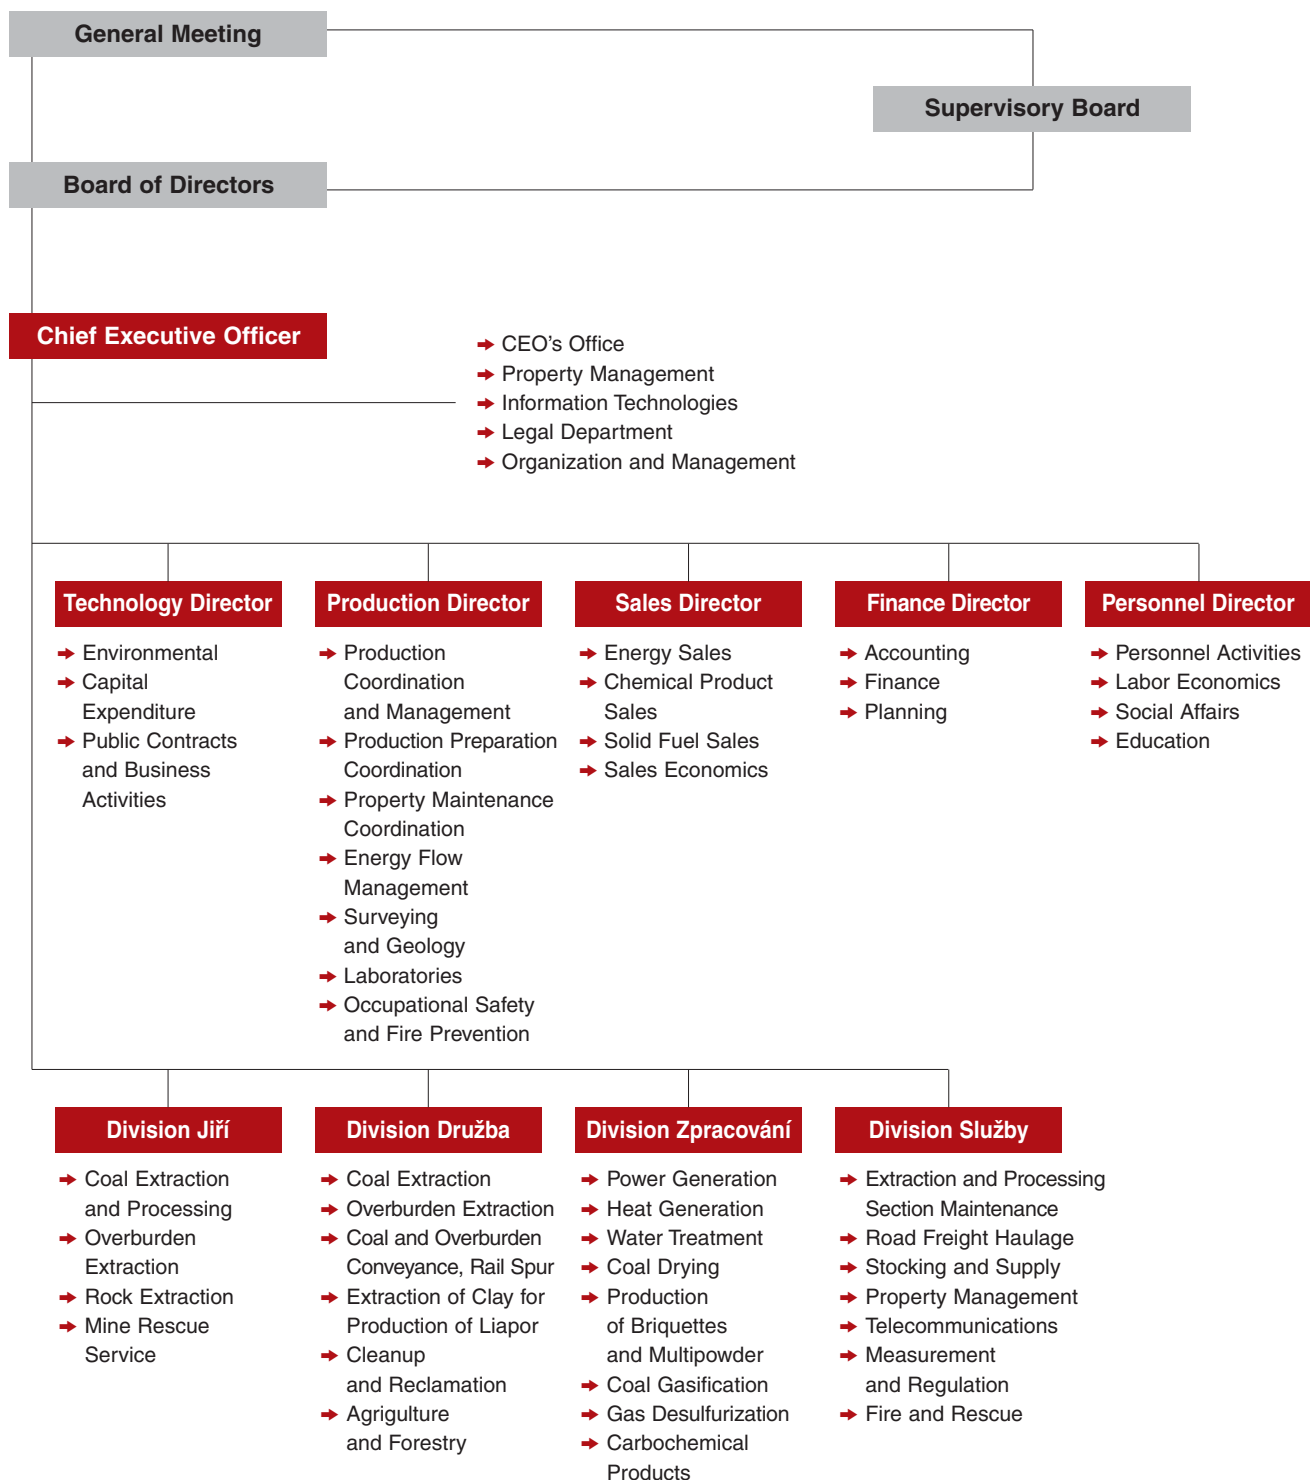 General Meeting
Supervisory Board
Board of Directors
Chief Executive Officer
CEO's Office
Property Management
Information Technologies
Legal Department
Organization and Management
Technology Director
Environmental
Capital
Expenditure
Public Contracts
and Business
Activities
Production Director
Production
Coordination
and Management
Production Preparation
Coordination
Property Maintenance
Coordination
Energy Flow
Management
Surveying
and Geology
Laboratories
Occupational Safety
and Fire Prevention
Sales Director
Energy Sales
Chemical Product
Sales
Solid Fuel Sales
Sales Economics
Finance Director
Accounting
Finance
Planning
Personnel Director
Personnel Activities
Labor Economics
Social Affairs
Education
Division Jiří
Coal Extraction
and Processing
Overburden
Extraction
Rock Extraction
Mine Rescue
Service
Division Družba
Coal Extraction
Overburden Extraction
Coal and Overburden
Conveyance, Rail Spur
Extraction of Clay for
Production of Liapor
Cleanup
and Reclamation
Agrigulture
and Forestry
Division Zpracování
Power Generation
Heat Generation
Water Treatment
Coal Drying
Production
of Briquettes
and Multipowder
Coal Gasification
Gas Desulfurization
Carbochemical
Products
Division Služby
Extraction and Processing
Section Maintenance
Road Freight Haulage
Stocking and Supply
Property Management
Telecommunications
Measurement
and Regulation
Fire and Rescue